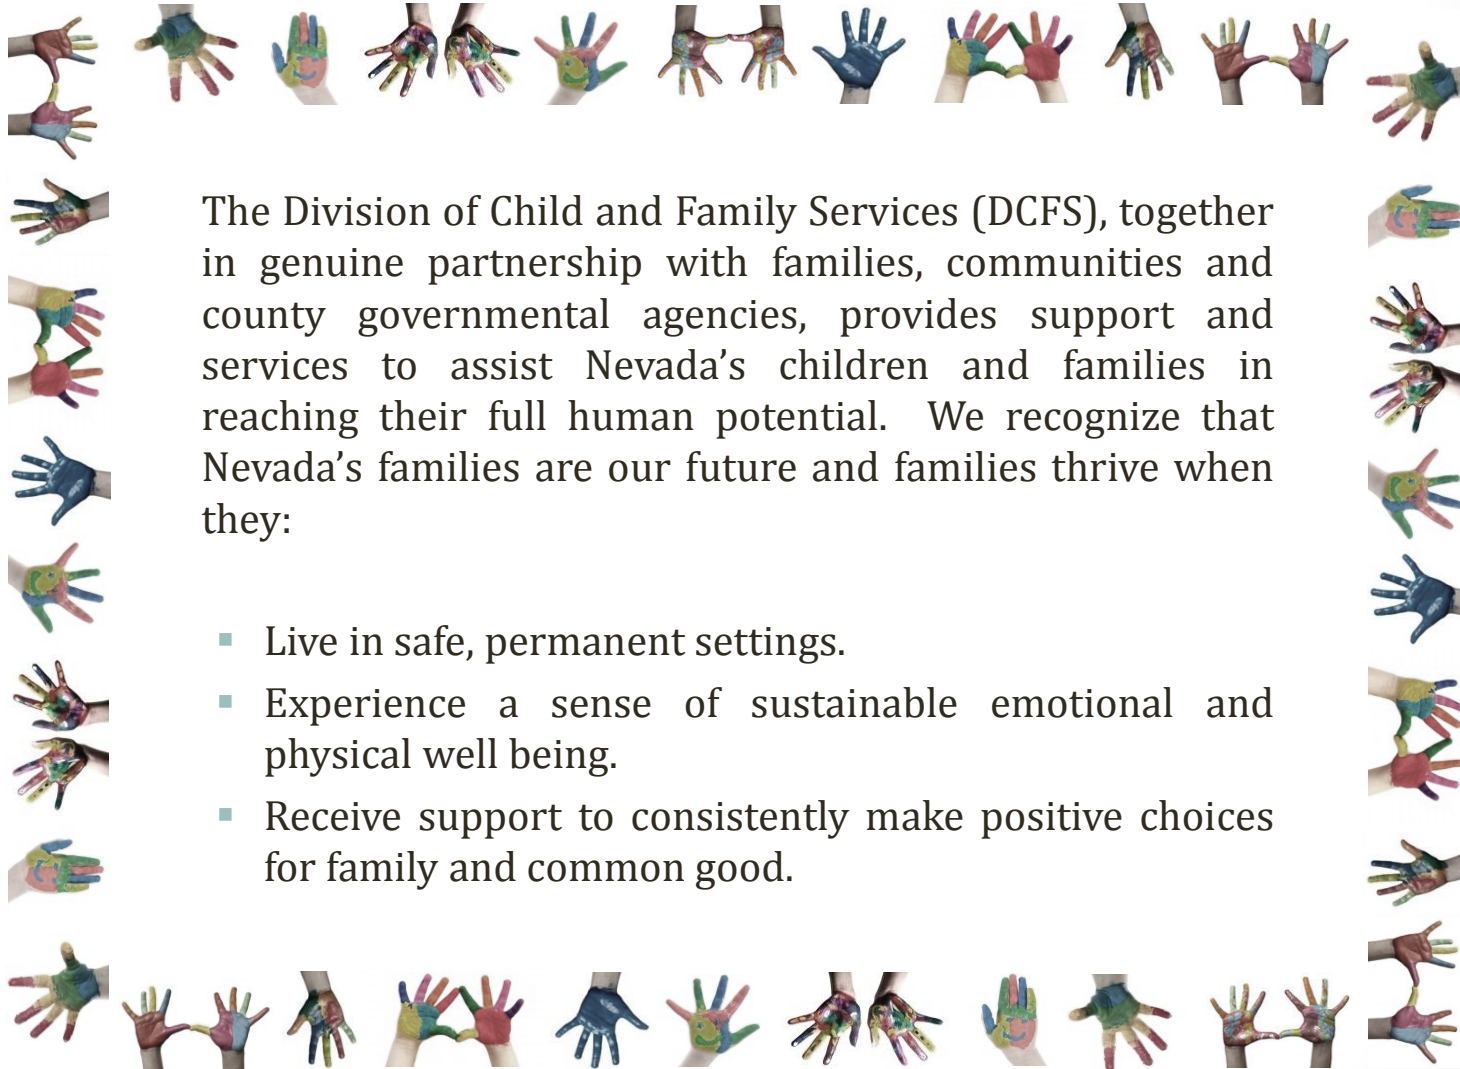 The Division of Child and Family Services (DCFS), together
in genuine partnership with families, communities and
county governmental agencies, provides support and
services to assist Nevada’s children and families in
reaching their full human potential.  We recognize that
Nevada’s families are our future and families thrive when
they:
▪ Live in safe, permanent settings.
▪ Experience a sense of sustainable emotional and
physical well being.
▪ Receive support to consistently make positive choices
for family and common good.